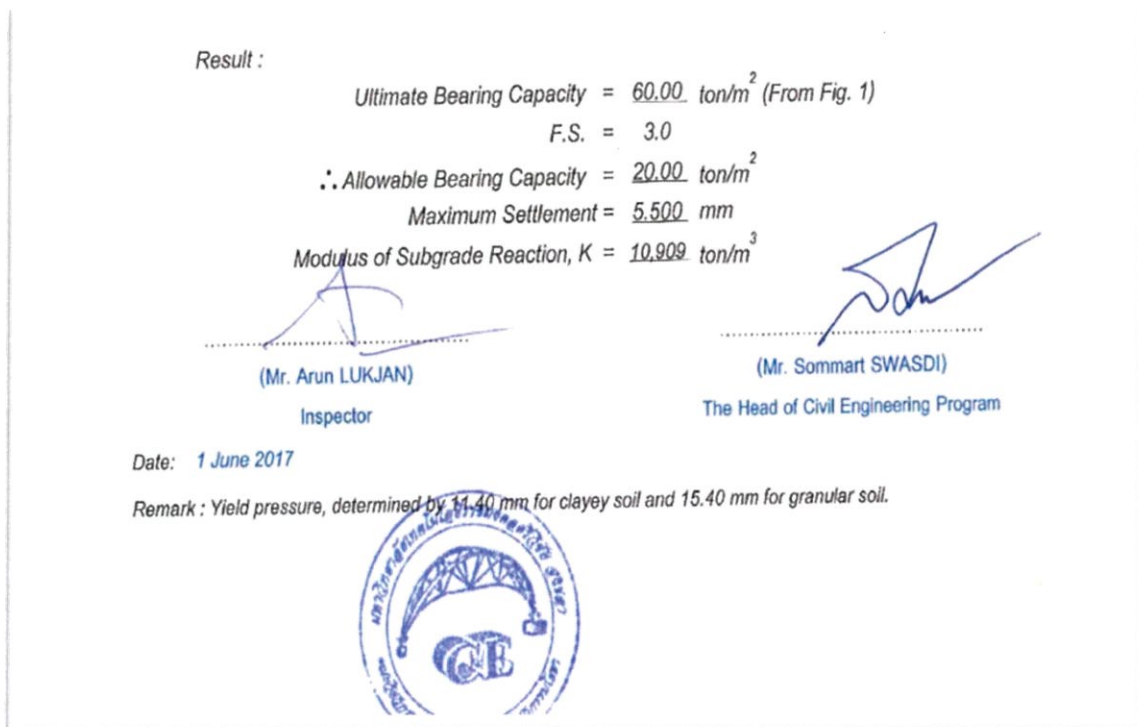 Result :
Ultimate Bearing Capacity = 60.00 ton/m² (From Fig. 1)
F.S. = 3.0
∴ Allowable Bearing Capacity = 20.00 ton/m²
Maximum Settlement = 5.500 mm
Modulus of Subgrade Reaction, K = 10,909 ton/m³
(Mr. Arun LUKJAN)
Inspector
(Mr. Sommart SWASDI)
The Head of Civil Engineering Program
Date: 1 June 2017
Remark : Yield pressure, determined by 11.40 mm for clayey soil and 15.40 mm for granular soil.
CE